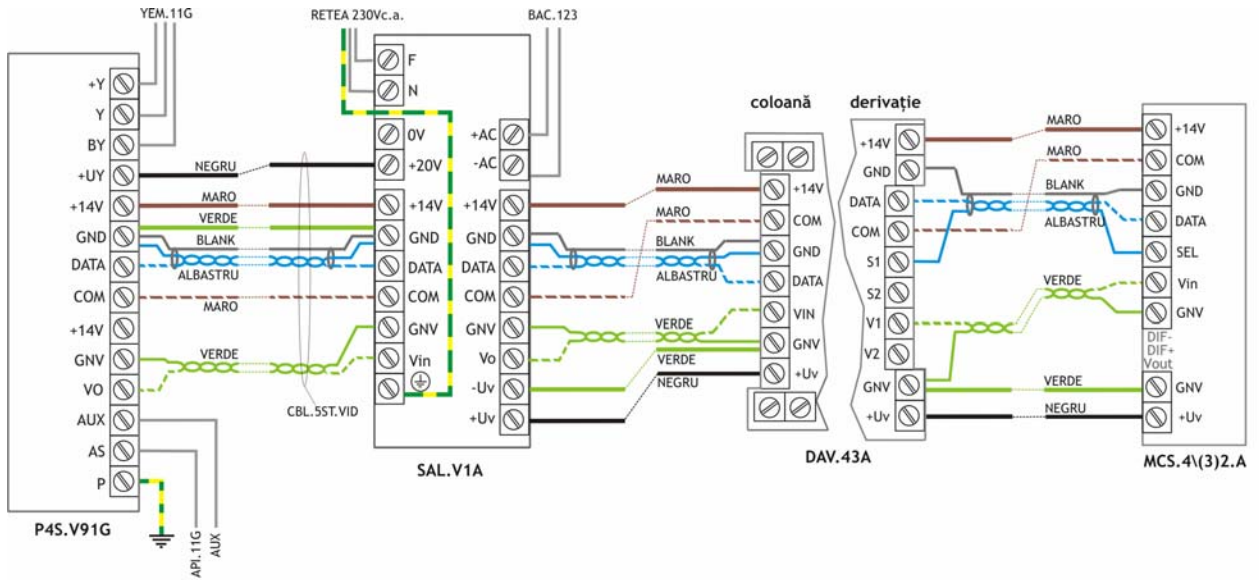 YEM.11G
RETEA 230Vc.a.
BAC.123
+Y
Y
BY
+UY
+14V
GND
DATA
COM
+14V
GNV
VO
AUX
AS
P
P4S.V91G
API.11G
AUX
NEGRU
MARO
VERDE
BLANK
ALBASTRU
MARO
VERDE
CBL.5ST.VID
F
N
0V
+20V
+14V
GND
DATA
COM
GNV
Vin
+AC
-AC
+14V
GND
DATA
COM
GNV
Vo
-Uv
+Uv
SAL.V1A
MARO
MARO
BLANK
ALBASTRU
VERDE
VERDE
NEGRU
coloană
+14V
COM
GND
DATA
VIN
GNV
+Uv
derivație
+14V
GND
DATA
COM
S1
S2
V1
V2
GNV
+Uv
DAV.43A
MARO
MARO
BLANK
ALBASTRU
VERDE
VERDE
NEGRU
+14V
COM
GND
DATA
SEL
Vin
GNV
DIF-
DIF+
Vout
GNV
+Uv
MCS.4\(3)2.A